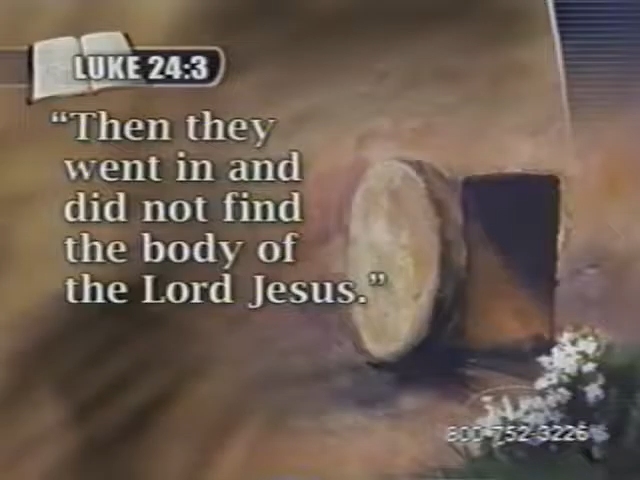 LUKE 24:3
“Then they
went in and
did not find
the body of
the Lord Jesus.”
800-752-3226